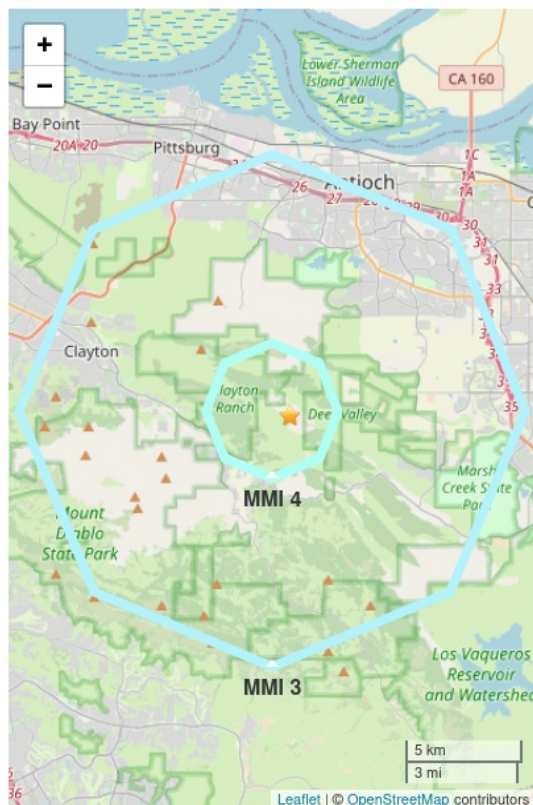 +
−
Lower Sherman
Island Wildlife
Area
CA 160
Bay Point
20A 20
Pittsburg
1C
1A
1A
26
Antioch
27
30
30
31
31
33
Clayton
35
Clayton
Ranch
Deer Valley
Marsh
Creek State
Park
MMI 4
Mount
Diablo
State Park
MMI 3
Los Vaqueros
Reservoir
and Watershed
5 km
3 mi
Leaflet | © OpenStreetMap contributors